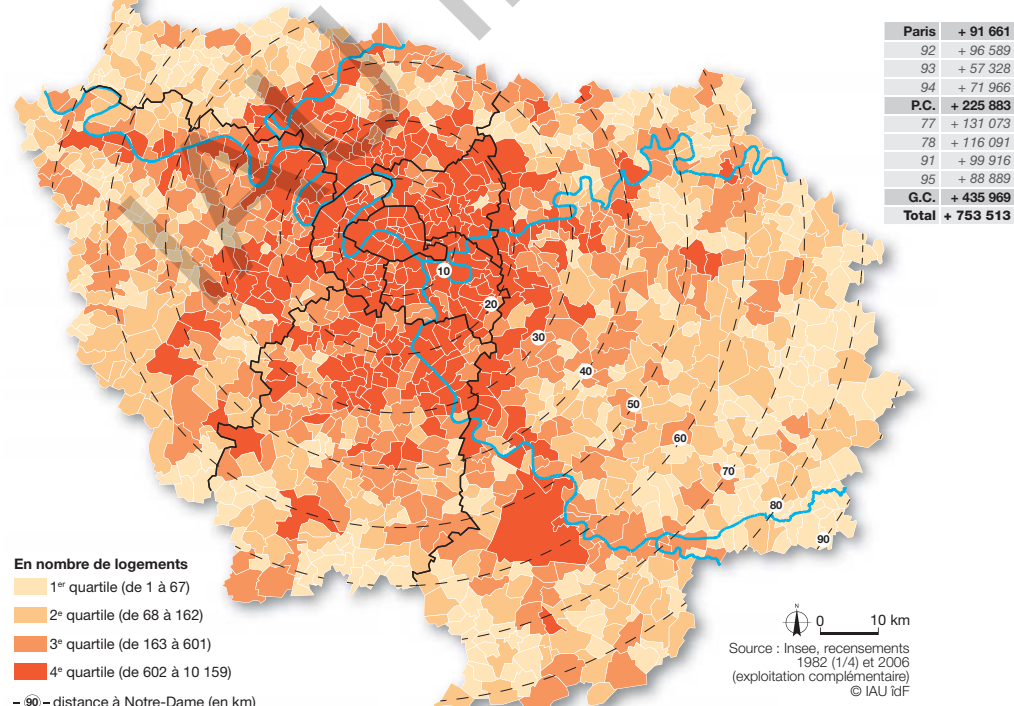 Paris + 91 661
92 + 96 589
93 + 57 328
94 + 71 966
P.C. + 225 883
77 + 131 073
78 + 116 091
91 + 99 916
95 + 88 889
G.C. + 435 969
Total + 753 513
10
20
30
40
50
60
70
80
90
En nombre de logements
1er quartile (de 1 à 67)
2e quartile (de 68 à 162)
3e quartile (de 163 à 601)
4e quartile (de 602 à 10 159)
– 90 – distance à Notre-Dame (en km)
N
0 10 km
Source : Insee, recensements
1982 (1/4) et 2006
(exploitation complémentaire)
© IAU îdF